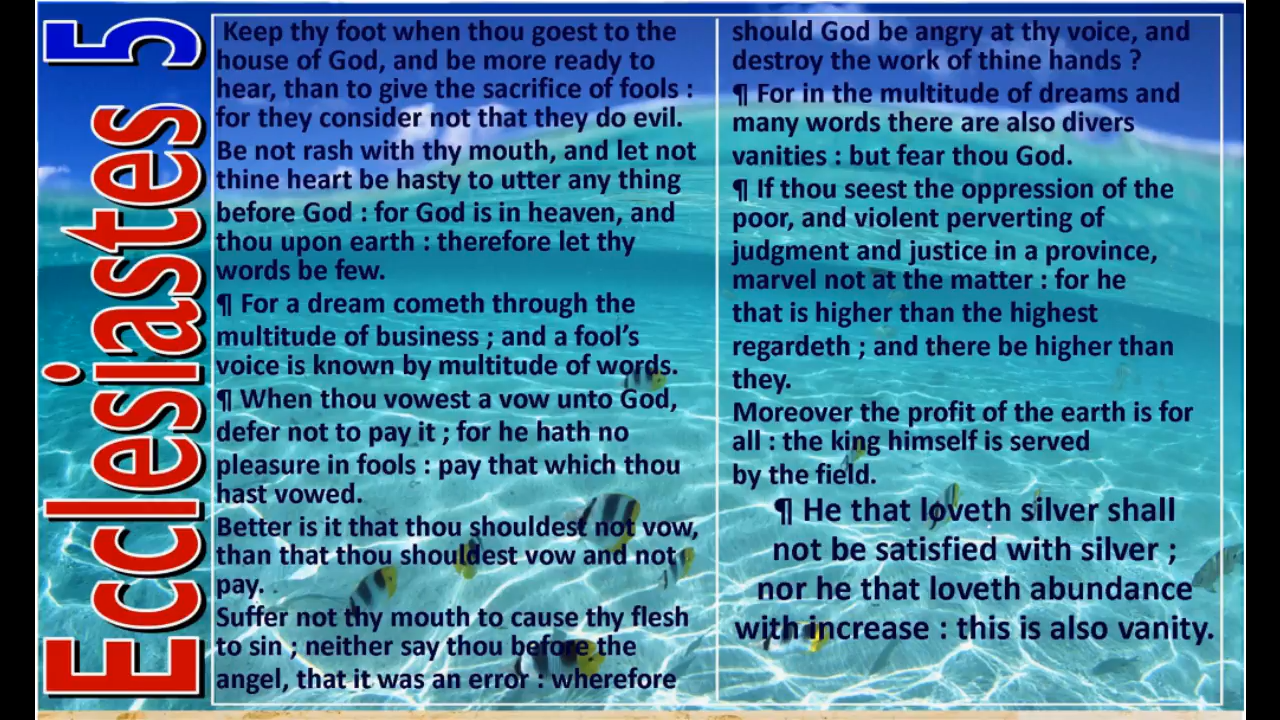 Ecclesiastes 5
Keep thy foot when thou goest to the
house of God, and be more ready to
hear, than to give the sacrifice of fools :
for they consider not that they do evil.
Be not rash with thy mouth, and let not
thine heart be hasty to utter any thing
before God : for God is in heaven, and
thou upon earth : therefore let thy
words be few.
¶ For a dream cometh through the
multitude of business ; and a fool’s
voice is known by multitude of words.
¶ When thou vowest a vow unto God,
defer not to pay it ; for he hath no
pleasure in fools : pay that which thou
hast vowed.
Better is it that thou shouldest not vow,
than that thou shouldest vow and not
pay.
Suffer not thy mouth to cause thy flesh
to sin ; neither say thou before the
angel, that it was an error : wherefore
should God be angry at thy voice, and
destroy the work of thine hands ?
¶ For in the multitude of dreams and
many words there are also divers
vanities : but fear thou God.
¶ If thou seest the oppression of the
poor, and violent perverting of
judgment and justice in a province,
marvel not at the matter : for he
that is higher than the highest
regardeth ; and there be higher than
they.
Moreover the profit of the earth is for
all : the king himself is served
by the field.
¶ He that loveth silver shall
not be satisfied with silver ;
nor he that loveth abundance
with increase : this is also vanity.